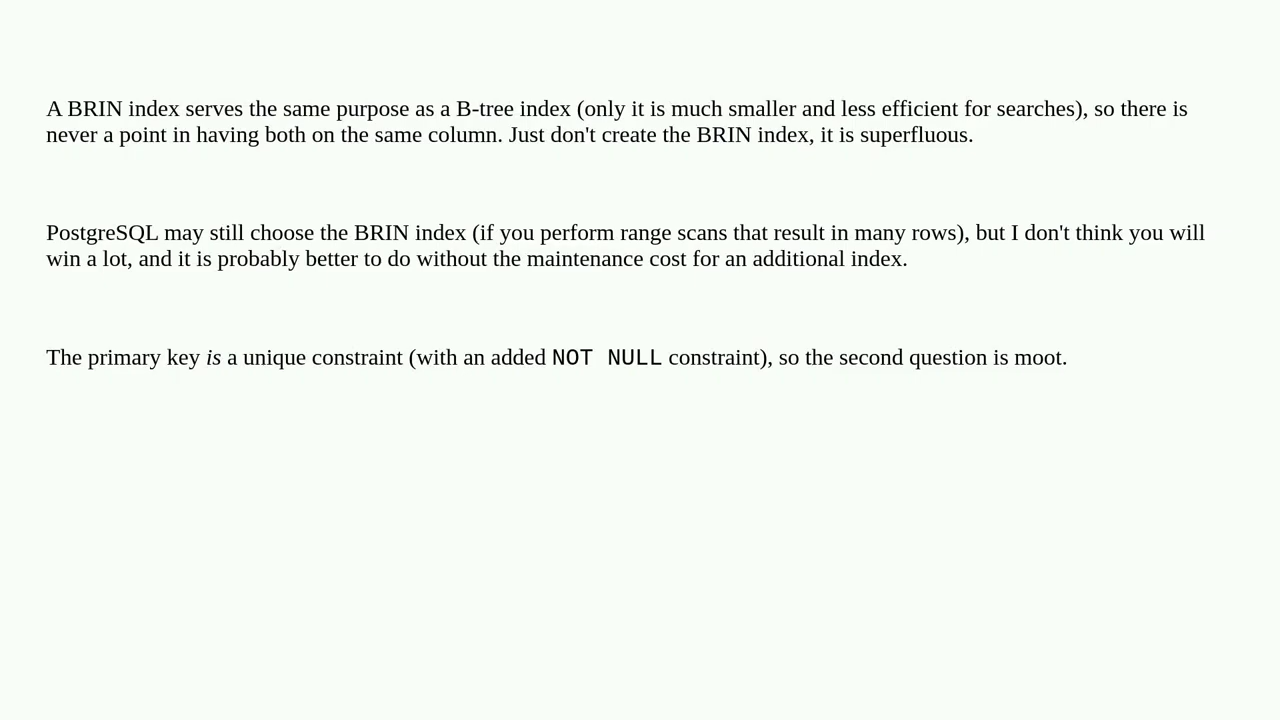 A BRIN index serves the same purpose as a B-tree index (only it is much smaller and less efficient for searches), so there is
never a point in having both on the same column. Just don't create the BRIN index, it is superfluous.
PostgreSQL may still choose the BRIN index (if you perform range scans that result in many rows), but I don't think you will
win a lot, and it is probably better to do without the maintenance cost for an additional index.
The primary key is a unique constraint (with an added NOT NULL constraint), so the second question is moot.